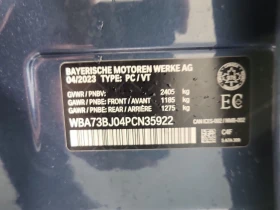 BAYERISCHE MOTOREN WERKE AG
04/2023 TYPE: PC / VT
GVWR / PNBV: 2405 kg
GAWR / PNBE: FRONT / AVANT 1185 kg
GAWR / PNBE: REAR / ARRIÈRE 1275 kg
WBA73BJ04PCN35922
EC
C4F